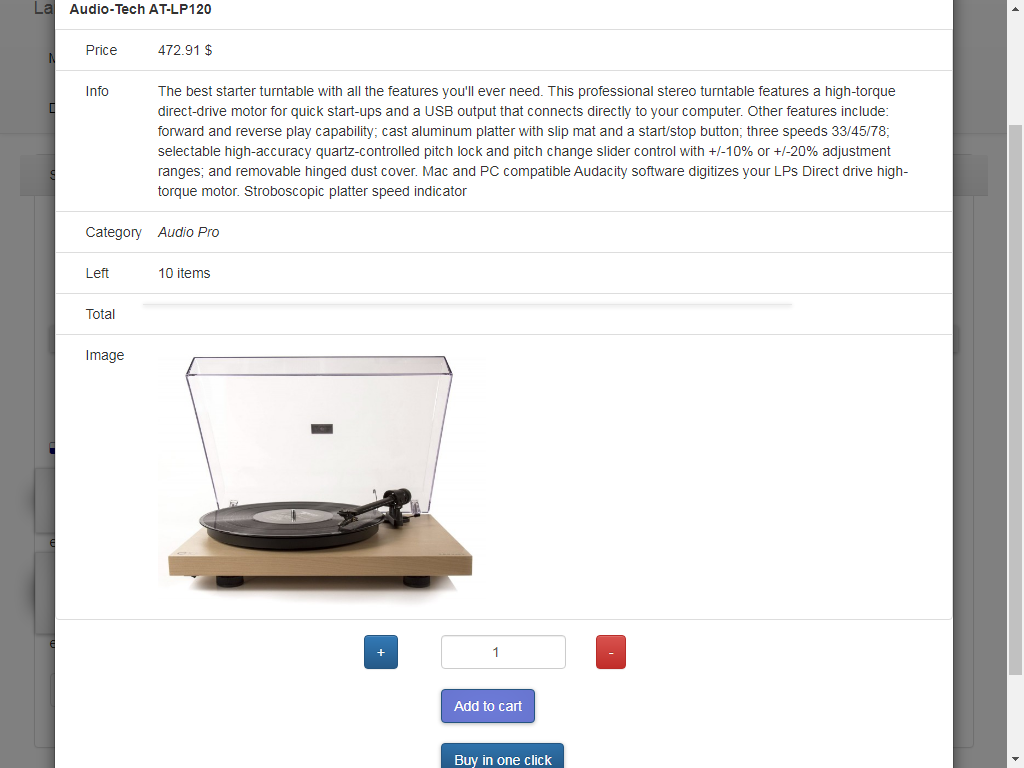 La
Audio-Tech AT-LP120
Price 472.91 $
Info The best starter turntable with all the features you'll ever need. This professional stereo turntable features a high-torque
direct-drive motor for quick start-ups and a USB output that connects directly to your computer. Other features include:
forward and reverse play capability; cast aluminum platter with slip mat and a start/stop button; three speeds 33/45/78;
selectable high-accuracy quartz-controlled pitch lock and pitch change slider control with +/-10% or +/-20% adjustment
ranges; and removable hinged dust cover. Mac and PC compatible Audacity software digitizes your LPs Direct drive high-
torque motor. Stroboscopic platter speed indicator
Category Audio Pro
Left 10 items
Total
Image
+ 1 -
Add to cart
Buy in one click